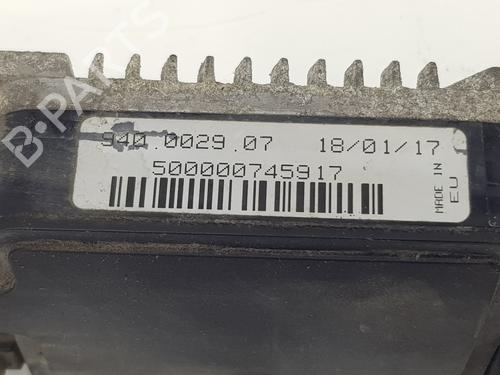 940.0029.07 18/01/17
500000745917
MADE IN
EU
B-PARTS